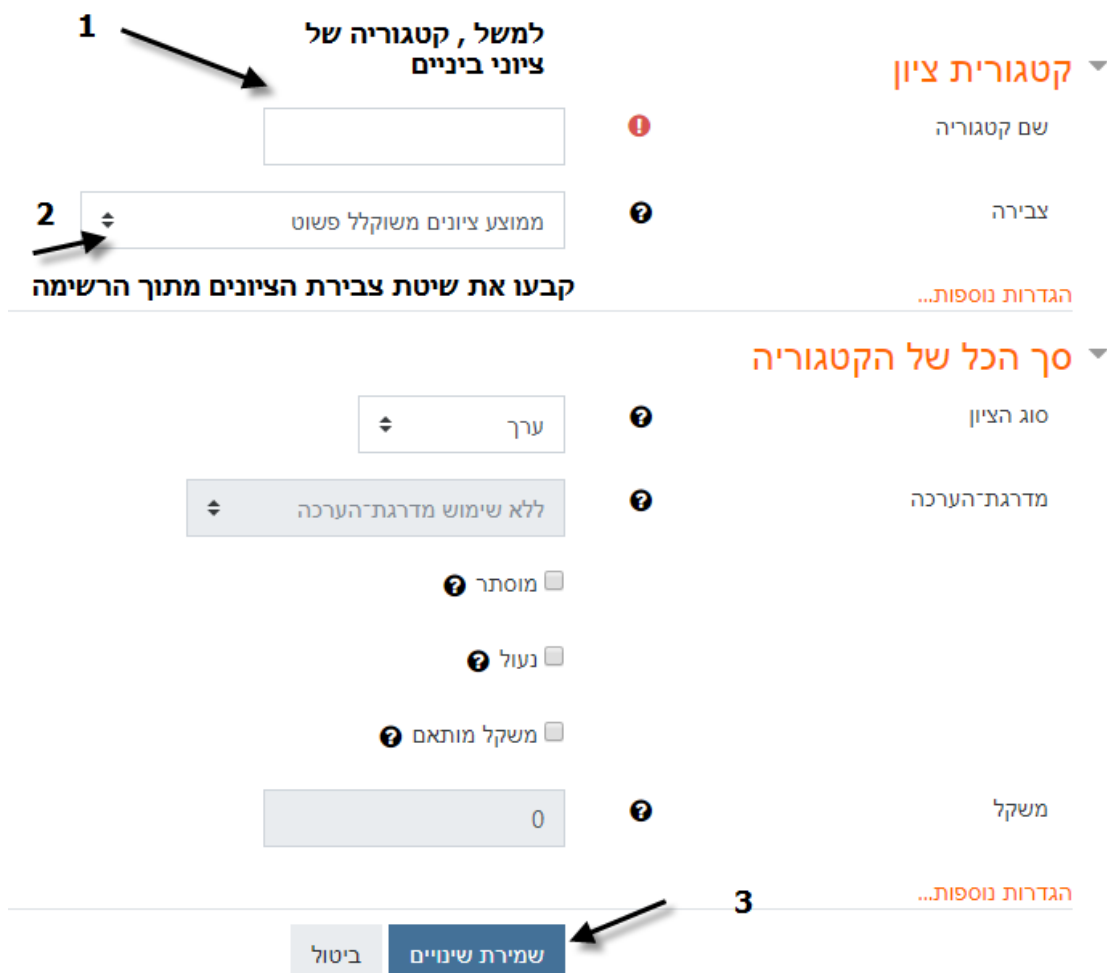 1
למשל , קטגוריה של
ציוני ביניים
קטגורית ציון
שם קטגוריה
צבירה
ממוצע ציונים משוקלל פשוט
2
קבעו את שיטת צבירת הציונים מתוך הרשימה
הגדרות נוספות...
סך הכל של הקטגוריה
סוג הציון
ערך
מדרגת־הערכה
ללא שימוש מדרגת־הערכה
מוסתר
נעול
משקל מותאם
משקל
0
הגדרות נוספות...
3
שמירת שינויים
ביטול